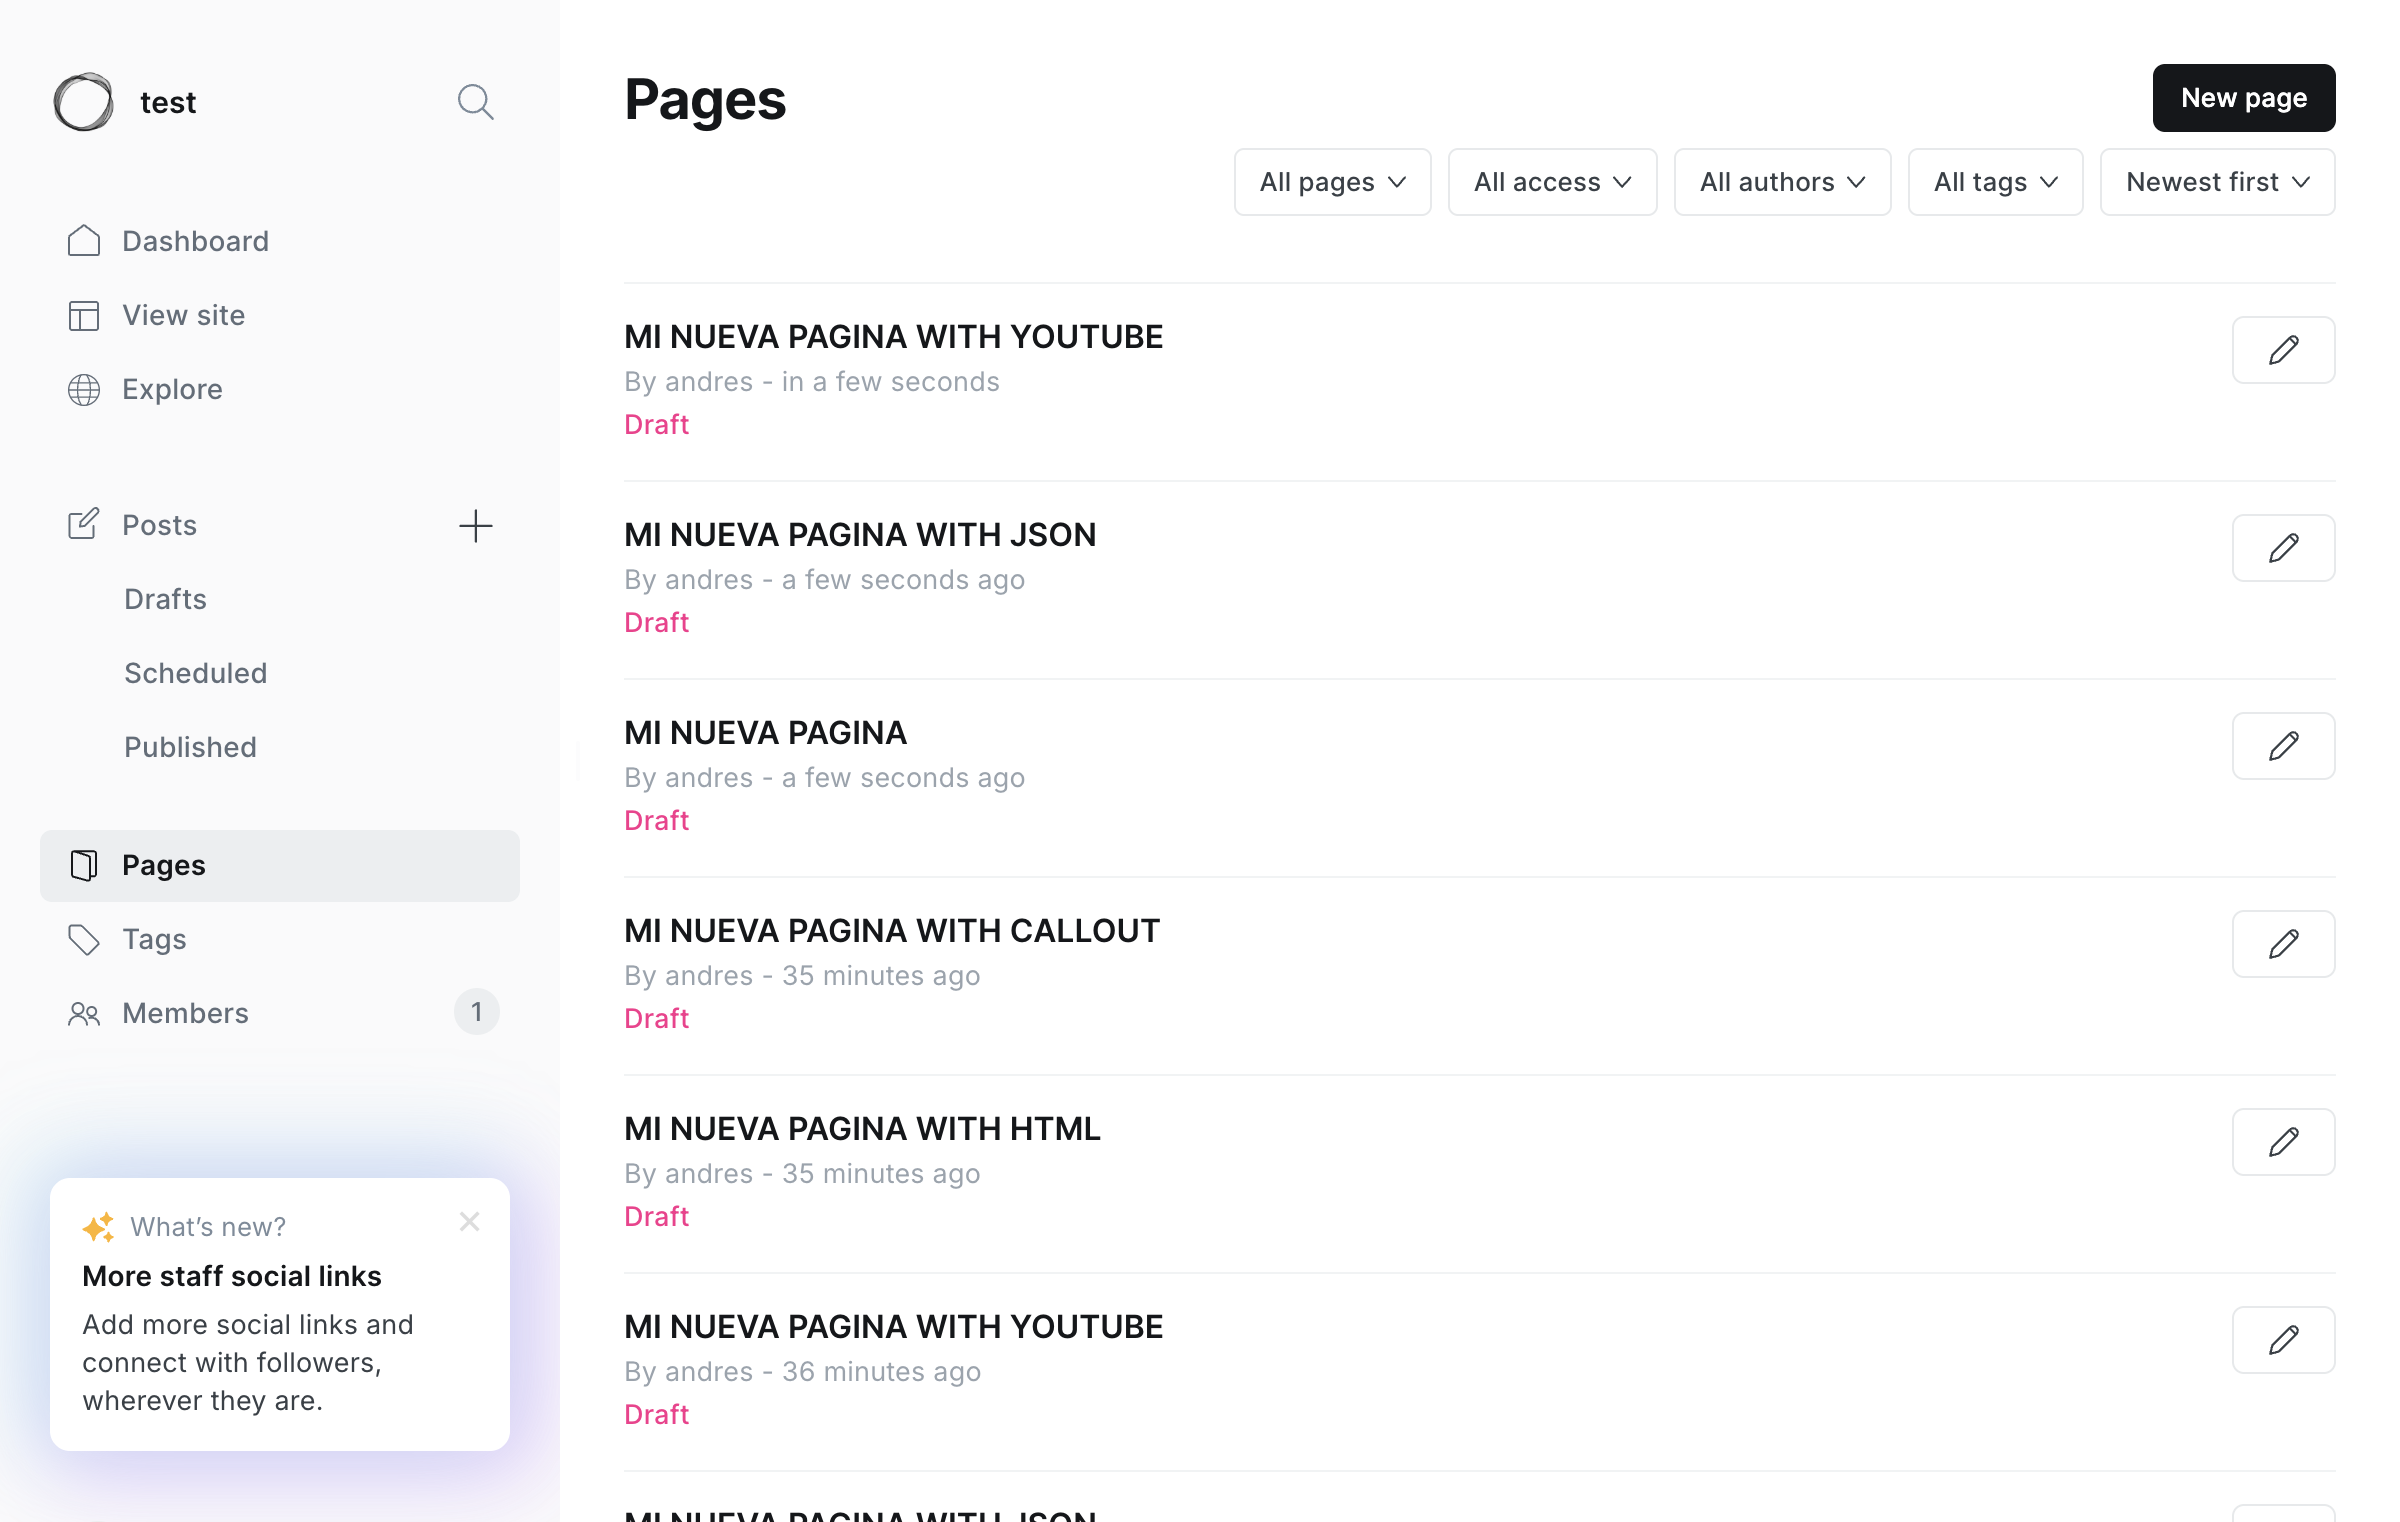 test
Dashboard
View site
Explore
Posts
Drafts
Scheduled
Published
Pages
Tags
Members
1
What's new?
More staff social links
Add more social links and
connect with followers,
wherever they are.
Pages
New page
All pages
All access
All authors
All tags
Newest first
MI NUEVA PAGINA WITH YOUTUBE
By andres - in a few seconds
Draft
MI NUEVA PAGINA WITH JSON
By andres - a few seconds ago
Draft
MI NUEVA PAGINA
By andres - a few seconds ago
Draft
MI NUEVA PAGINA WITH CALLOUT
By andres - 35 minutes ago
Draft
MI NUEVA PAGINA WITH HTML
By andres - 35 minutes ago
Draft
MI NUEVA PAGINA WITH YOUTUBE
By andres - 36 minutes ago
Draft
MI NUEVA PAGINA WITH JSON